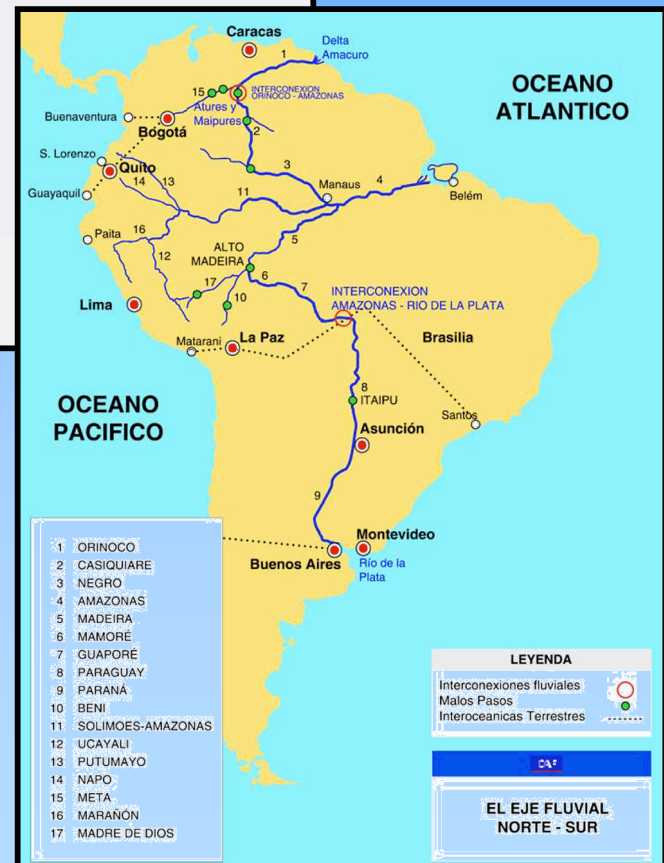 Caracas
1
Delta
Amacuro
OCEANO
ATLANTICO
15
INTERCONEXION
ORINOCO - AMAZONAS
Atures y
Maipures
Buenaventura
Bogotá
2
S. Lorenzo
Quito
14
13
3
Manaus
4
Belém
Guayaquil
11
Paita
16
5
ALTO
MADEIRA
12
6
17
10
7
INTERCONEXION
AMAZONAS - RIO DE LA PLATA
Lima
Matarani
La Paz
Brasilia
8
ITAIPU
OCEANO
PACIFICO
Santos
Asunción
9
Montevideo
Buenos Aires
Río de la
Plata
1 ORINOCO
2 CASIQUIARE
3 NEGRO
4 AMAZONAS
5 MADEIRA
6 MAMORÉ
7 GUAPORÉ
8 PARAGUAY
9 PARANÁ
10 BENI
11 SOLIMOES-AMAZONAS
12 UCAYALI
13 PUTUMAYO
14 NAPO
15 META
16 MARAÑÓN
17 MADRE DE DIOS
LEYENDA
Interconexiones fluviales
Malos Pasos
Interoceanicas Terrestres
CAF
EL EJE FLUVIAL
NORTE - SUR